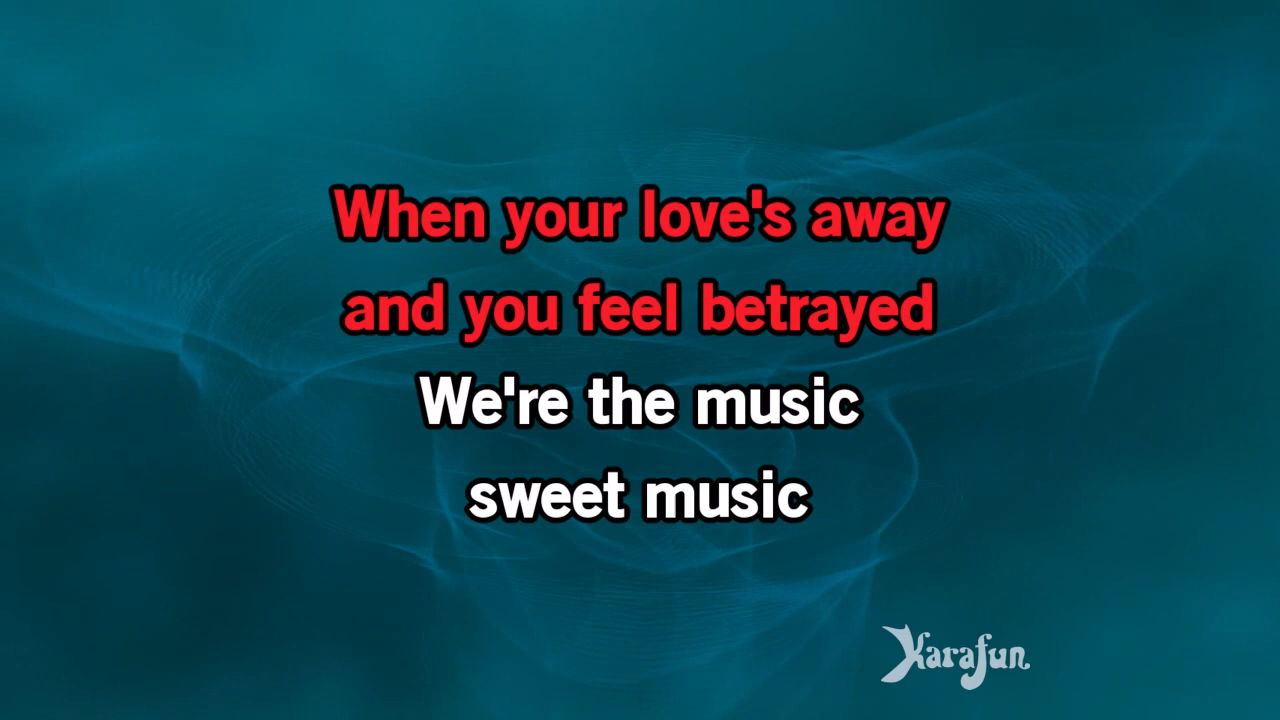 When your love's away
and you feel betrayed
We're the music
sweet music
Karafun